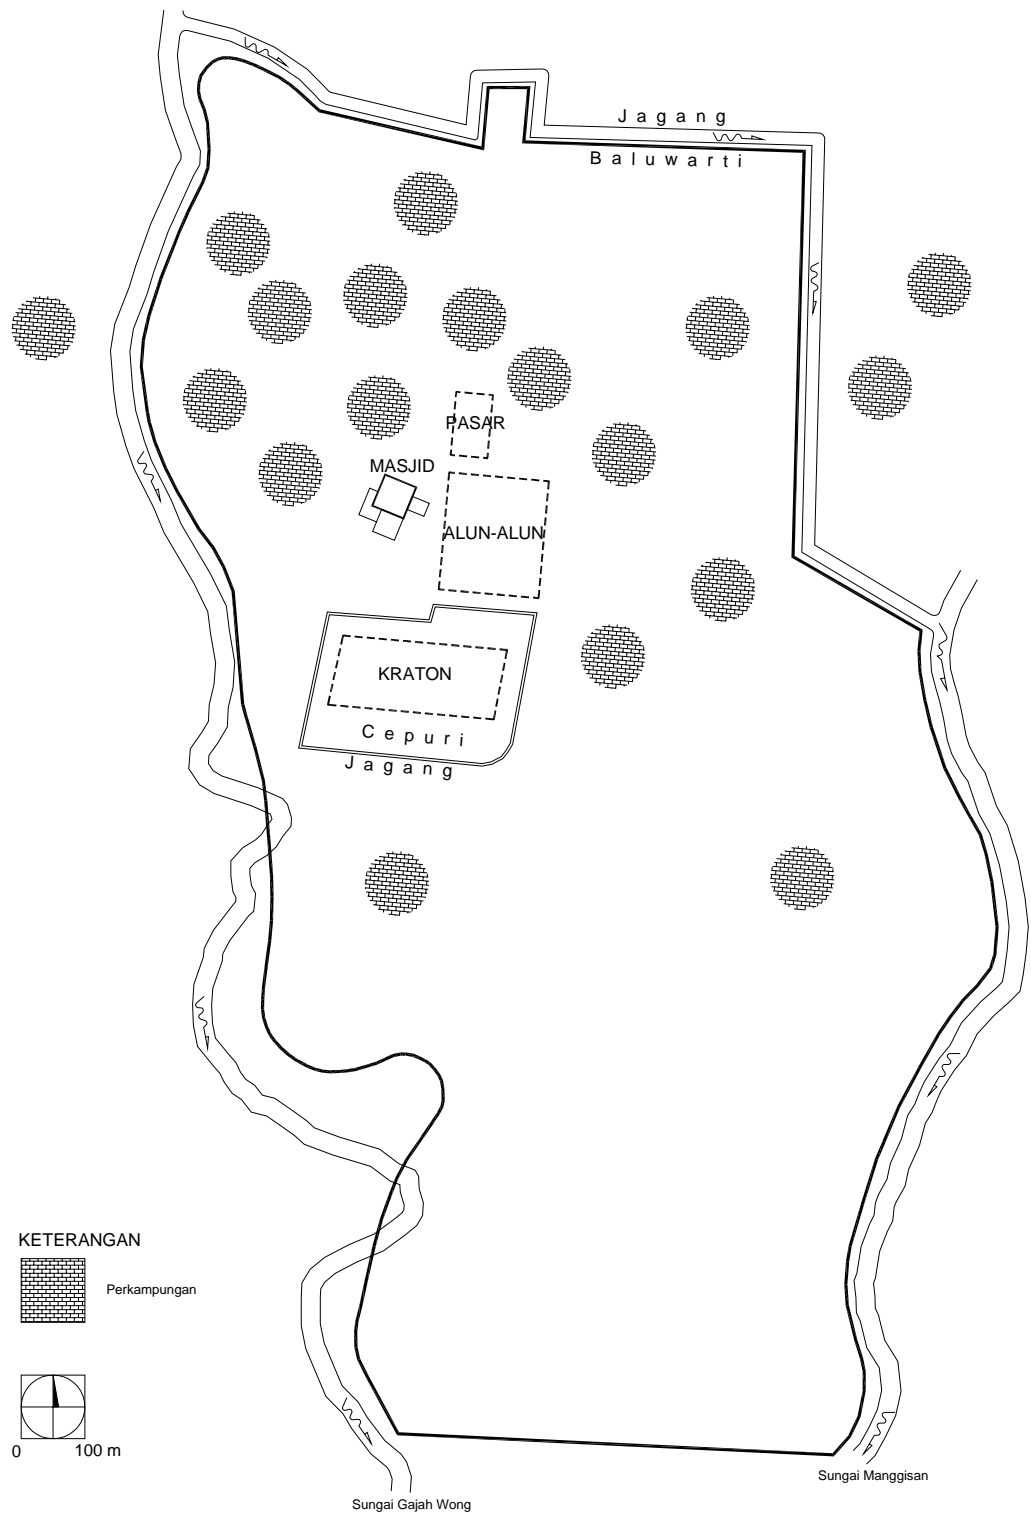 Jagang
Baluwarti
PASAR
MASJID
ALUN-ALUN
KRATON
Cepuri
Jagang
KETERANGAN
Perkampungan
0 100 m
Sungai Manggisan
Sungai Gajah Wong